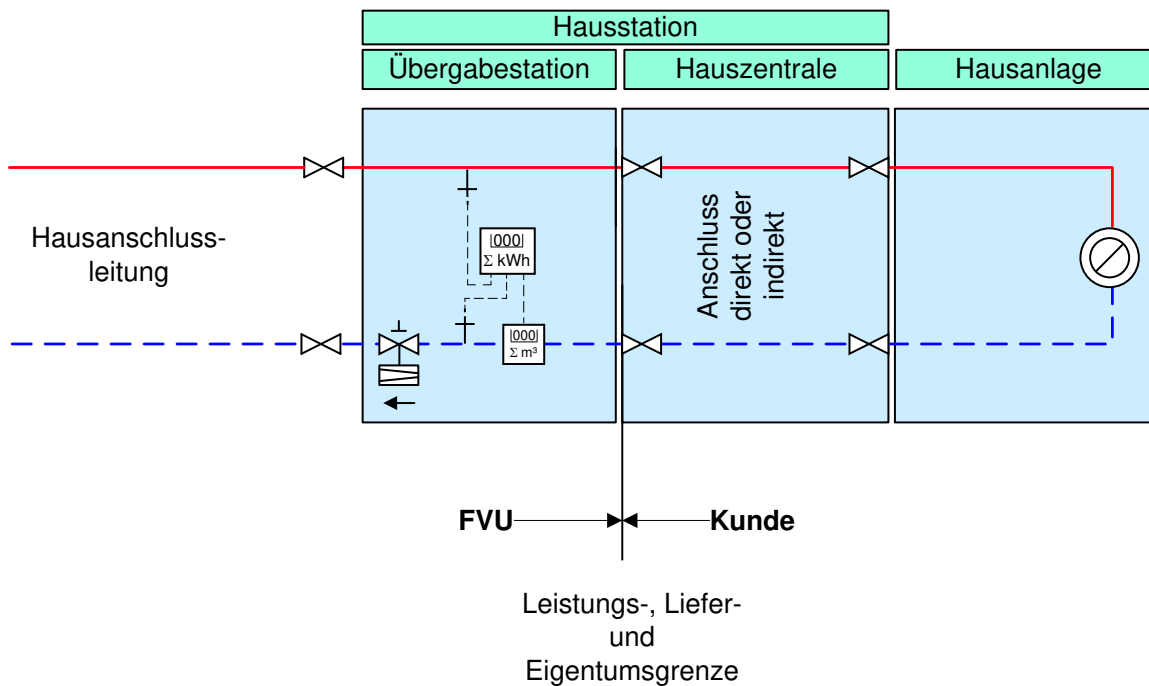 Hausstation
Übergabestation
Hauszentrale
Hausanlage
Hausanschluss-
leitung
|000|
Σ kWh
|000|
Σ m³
Anschluss
direkt oder
indirekt
FVU
Kunde
Leistungs-, Liefer-
und
Eigentumsgrenze